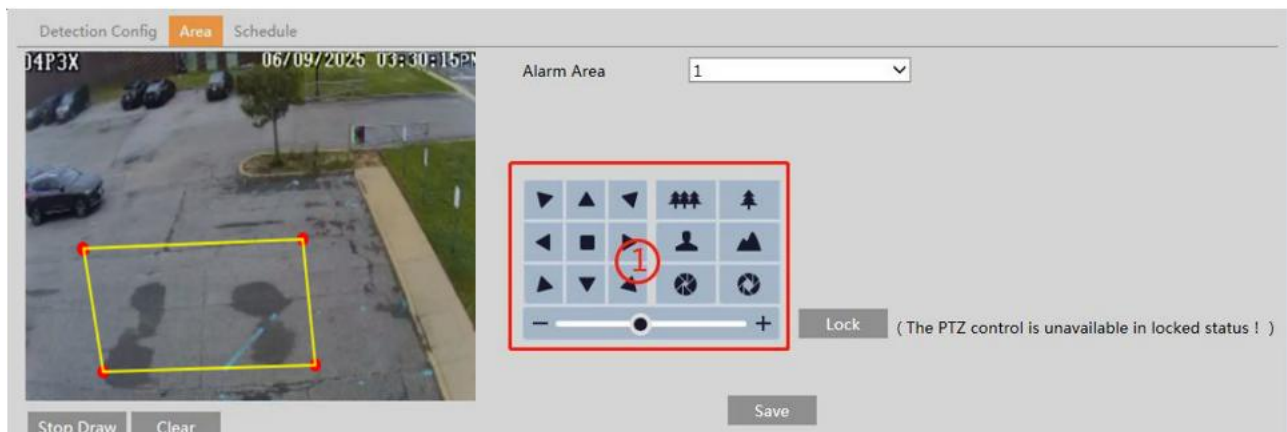 Detection Config Area Schedule
04P3X 06/09/2025 03:30:15PM
Alarm Area 1
1
Lock ( The PTZ control is unavailable in locked status ! )
Save
Stop Draw Clear